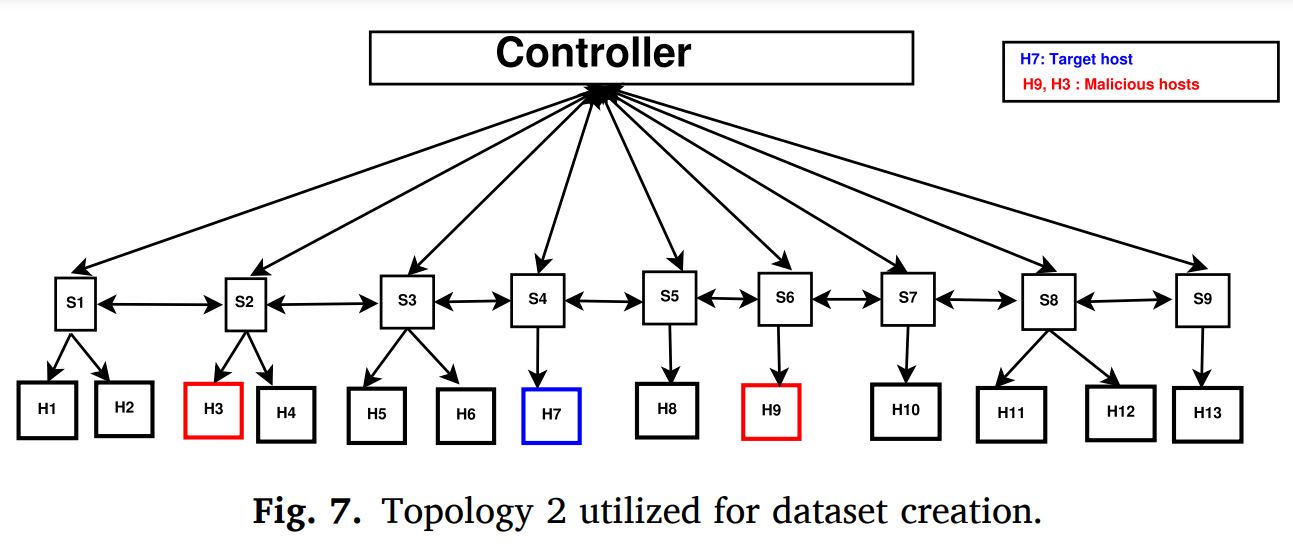 Controller
H7: Target host
H9, H3 : Malicious hosts
S1
S2
S3
S4
S5
S6
S7
S8
S9
H1
H2
H3
H4
H5
H6
H7
H8
H9
H10
H11
H12
H13
Fig. 7. Topology 2 utilized for dataset creation.